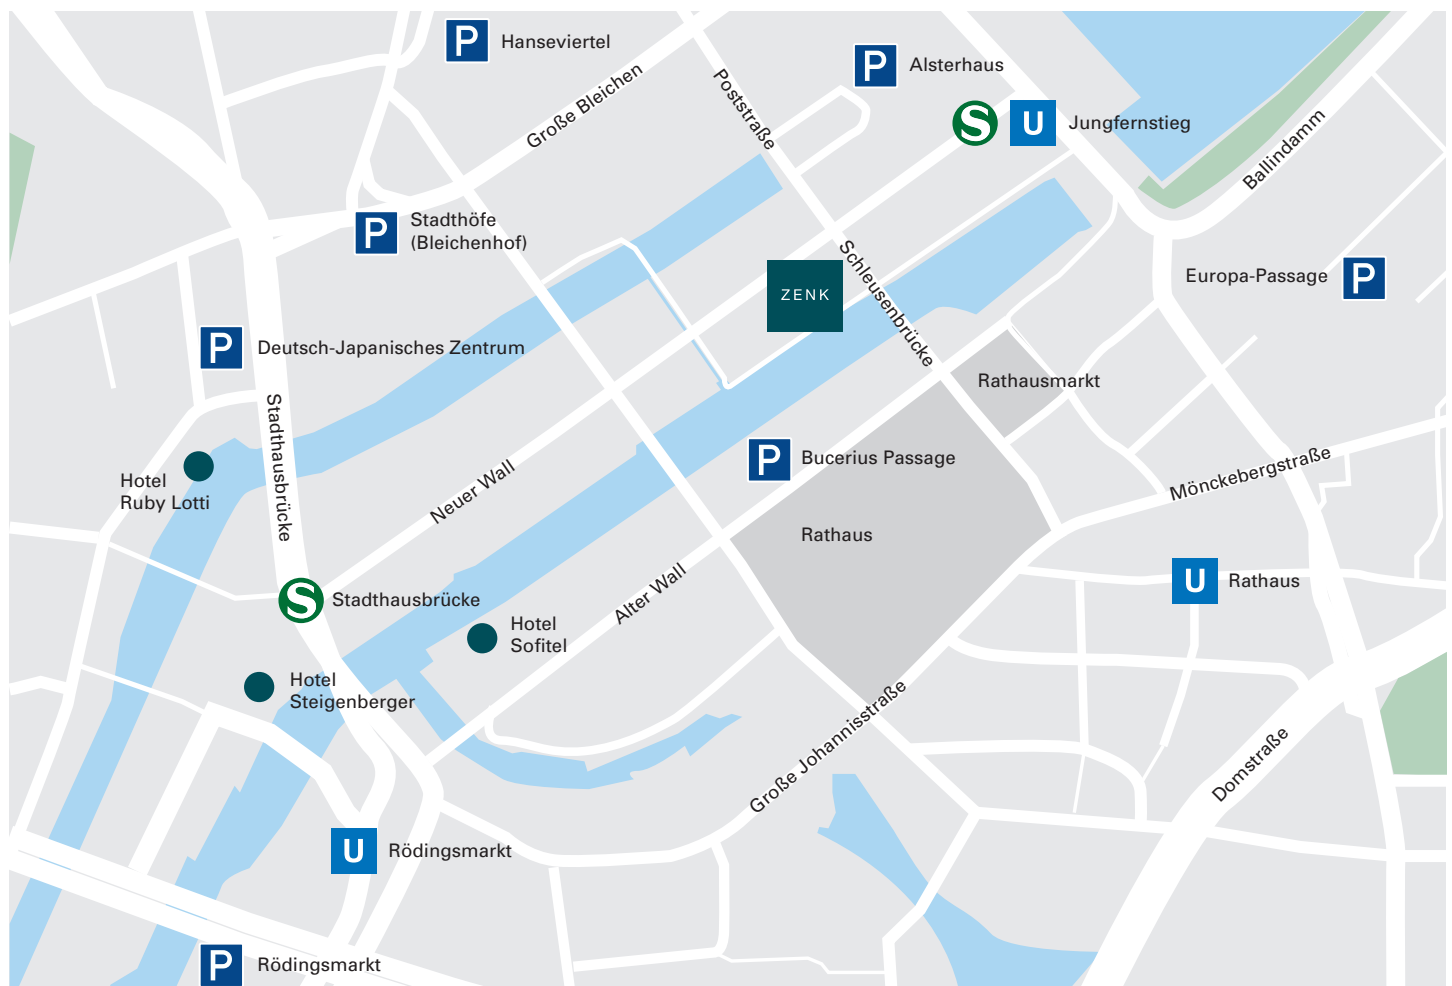 P Hanseviertel
P Alsterhaus
Große Bleichen
Poststraße
S U Jungfernstieg
Ballindamm
P Stadthöfe
(Bleichenhof)
Schleusenbrücke
Europa-Passage P
ZENK
P Deutsch-Japanisches Zentrum
Rathausmarkt
Stadthausbrücke
P Bucerius Passage
Mönckebergstraße
Hotel
Ruby Lotti
Neuer Wall
Rathaus
U Rathaus
S Stadthausbrücke
Alter Wall
Hotel
Sofitel
Hotel
Steigenberger
Große Johannisstraße
Domstraße
U Rödingsmarkt
P Rödingsmarkt